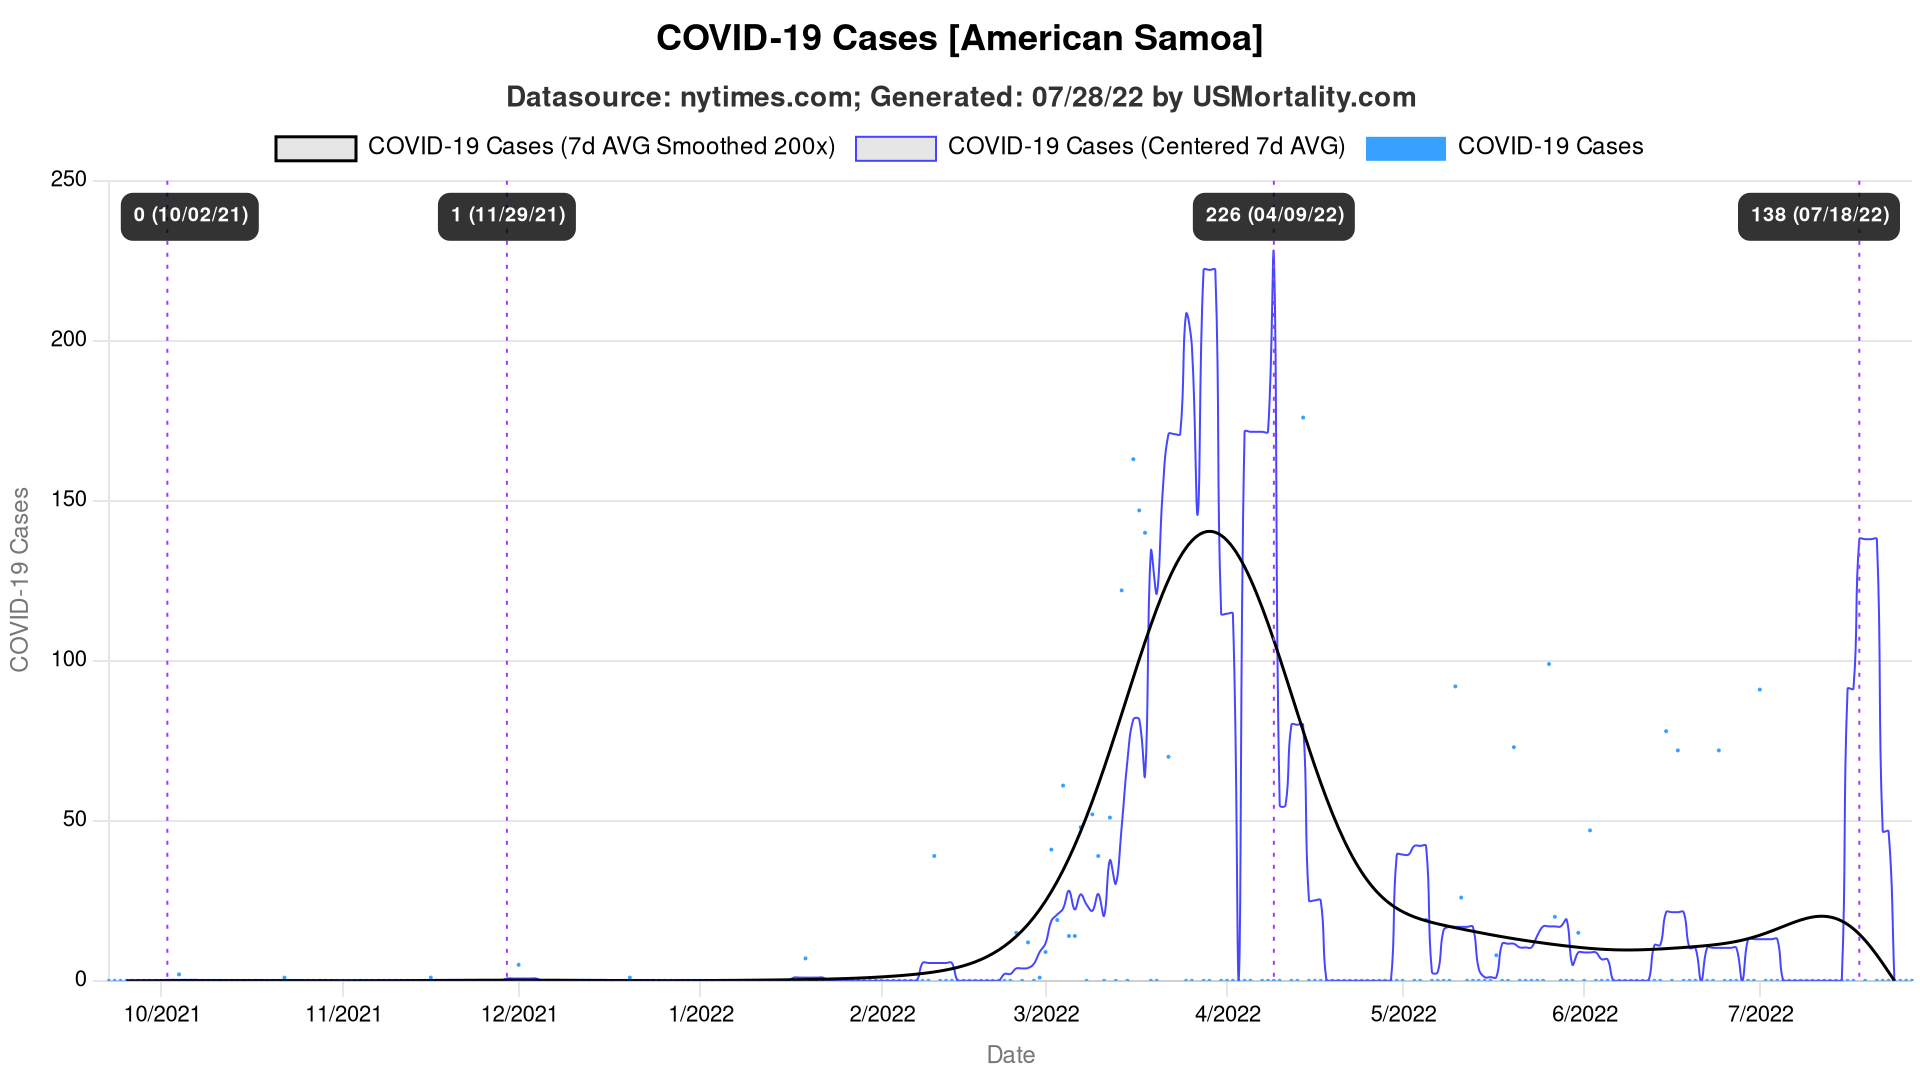 COVID-19 Cases [American Samoa]
Datasource: nytimes.com; Generated: 07/28/22 by USMortality.com
COVID-19 Cases (7d AVG Smoothed 200x) COVID-19 Cases (Centered 7d AVG) COVID-19 Cases
250
0 (10/02/21) 1 (11/29/21) 226 (04/09/22) 138 (07/18/22)
200
150
100
50
0
COVID-19 Cases
10/2021 11/2021 12/2021 1/2022 2/2022 3/2022 4/2022 5/2022 6/2022 7/2022
Date